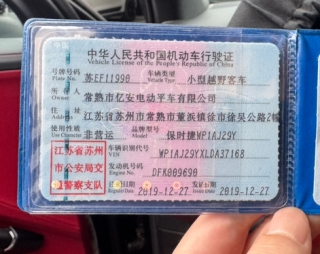 中华人民共和国机动车行驶证
Vehicle License of the People's Republic of China
号牌号码 苏EF11990 车辆类型 小型越野客车
Plate No. Vehicle Type
所有人 常熟市亿安电动平车有限公司
Owner
住址 江苏省苏州市常熟市董浜镇徐市徐吴公路2幢
Address
使用性质 非营运 品牌型号 保时捷WP1AJ29Y
Use Character Model
江苏省苏州 车辆识别代号 WP1AJ29YXLDA37168
VIN
市公安局交 发动机号码 DFK009690
Engine No.
通警察支队 注册日期 2019-12-27 发证日期 2019-12-27
Register Date Issue Date